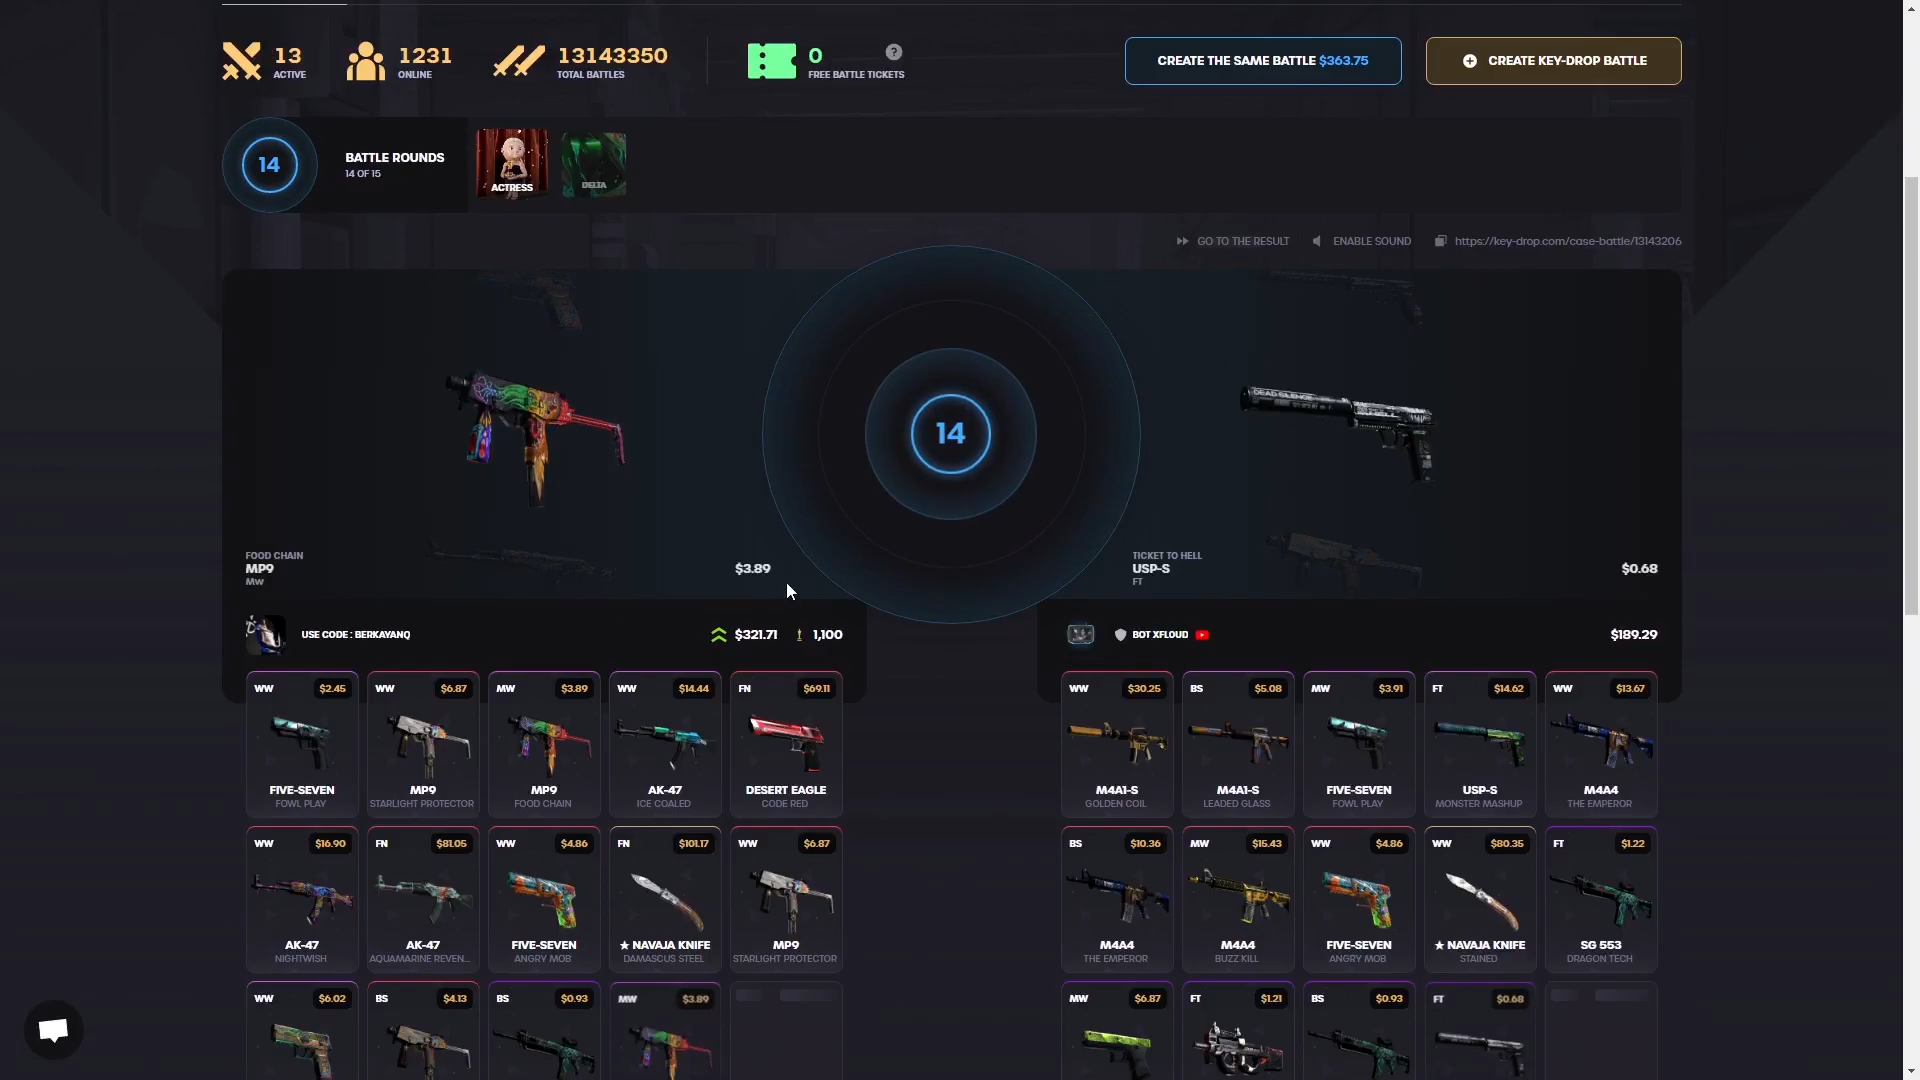 13
ACTIVE
1231
ONLINE
13143350
TOTAL BATTLES
0
FREE BATTLE TICKETS
?
CREATE THE SAME BATTLE $363.75
CREATE KEY-DROP BATTLE
14
BATTLE ROUNDS
14 OF 15
ACTRESS
DELTA
GO TO THE RESULT
ENABLE SOUND
https://key-drop.com/case-battle/13143206
DEAD SILENCE
14
FOOD CHAIN
MP9
MW
$3.89
TICKET TO HELL
USP-S
FT
$0.68
USE CODE : BERKAYANQ
$321.71
1,100
BOT XFLOUD
$189.29
WW $2.45
FIVE-SEVEN
FOWL PLAY
WW $6.87
MP9
STARLIGHT PROTECTOR
MW $3.89
MP9
FOOD CHAIN
WW $14.44
AK-47
ICE COALED
FN $69.11
DESERT EAGLE
CODE RED
WW $30.25
M4A1-S
GOLDEN COIL
BS $5.08
M4A1-S
LEADED GLASS
MW $3.91
FIVE-SEVEN
FOWL PLAY
FT $14.62
USP-S
MONSTER MASHUP
WW $13.67
M4A4
THE EMPEROR
WW $16.90
AK-47
NIGHTWISH
FN $81.05
AK-47
AQUAMARINE REVEN...
WW $4.86
FIVE-SEVEN
ANGRY MOB
FN $101.17
★ NAVAJA KNIFE
DAMASCUS STEEL
WW $6.87
MP9
STARLIGHT PROTECTOR
BS $10.36
M4A4
THE EMPEROR
MW $15.43
M4A4
BUZZ KILL
WW $4.86
FIVE-SEVEN
ANGRY MOB
WW $80.35
★ NAVAJA KNIFE
STAINED
FT $1.22
SG 553
DRAGON TECH
WW $6.02
BS $4.13
BS $0.93
MW $3.89
MW $6.87
FT $1.21
BS $0.93
FT $0.68